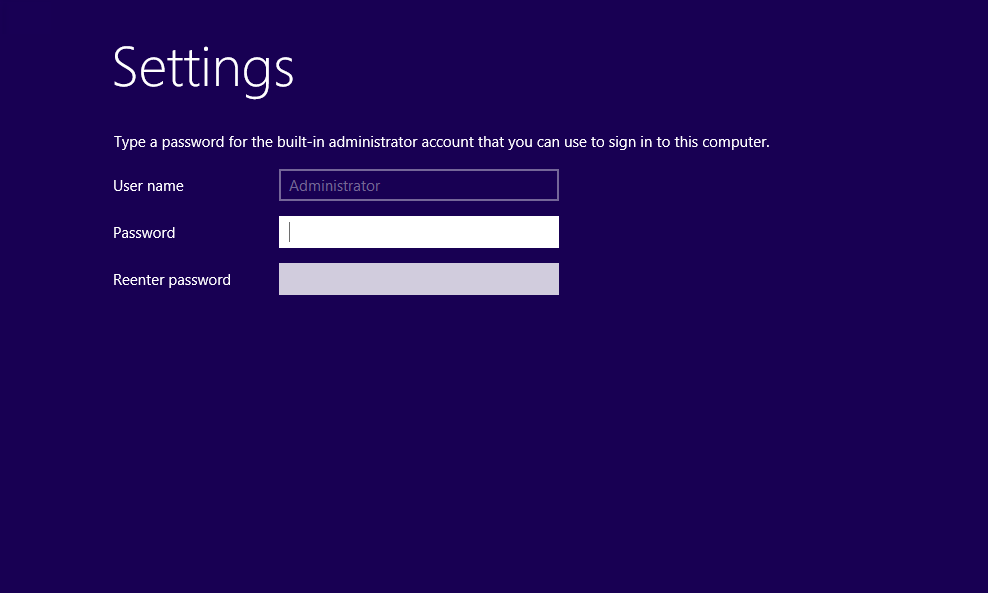 Settings
Type a password for the built-in administrator account that you can use to sign in to this computer.
User name
Administrator
Password
Reenter password